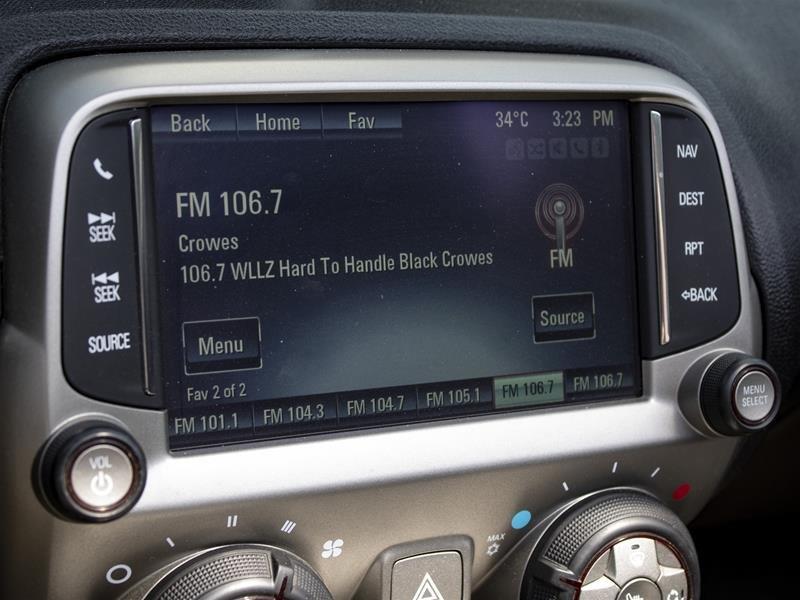 Back Home Fav 34°C 3:23 PM
NAV
SEEK
DEST
FM 106.7
Crowes
RPT
106.7 WLLZ Hard To Handle Black Crowes
FM
SEEK
←BACK
SOURCE
Menu
Source
Fav 2 of 2
FM 101.1 FM 104.3 FM 104.7 FM 105.1 FM 106.7 FM 106.7
MENU
SELECT
VOL
MAX